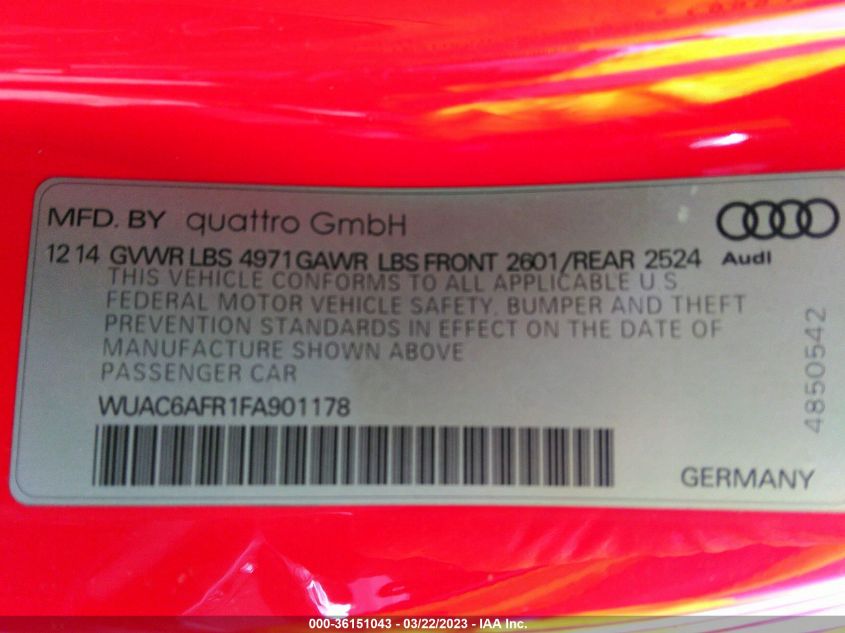 MFD. BY quattro GmbH
12 14 GVWR LBS 4971 GAWR LBS FRONT 2601/REAR 2524
Audi
THIS VEHICLE CONFORMS TO ALL APPLICABLE U S
FEDERAL MOTOR VEHICLE SAFETY, BUMPER AND THEFT
PREVENTION STANDARDS IN EFFECT ON THE DATE OF
MANUFACTURE SHOWN ABOVE
PASSENGER CAR
WUAC6AFR1FA901178
4850542
GERMANY
000-36151043 - 03/22/2023 - IAA Inc.